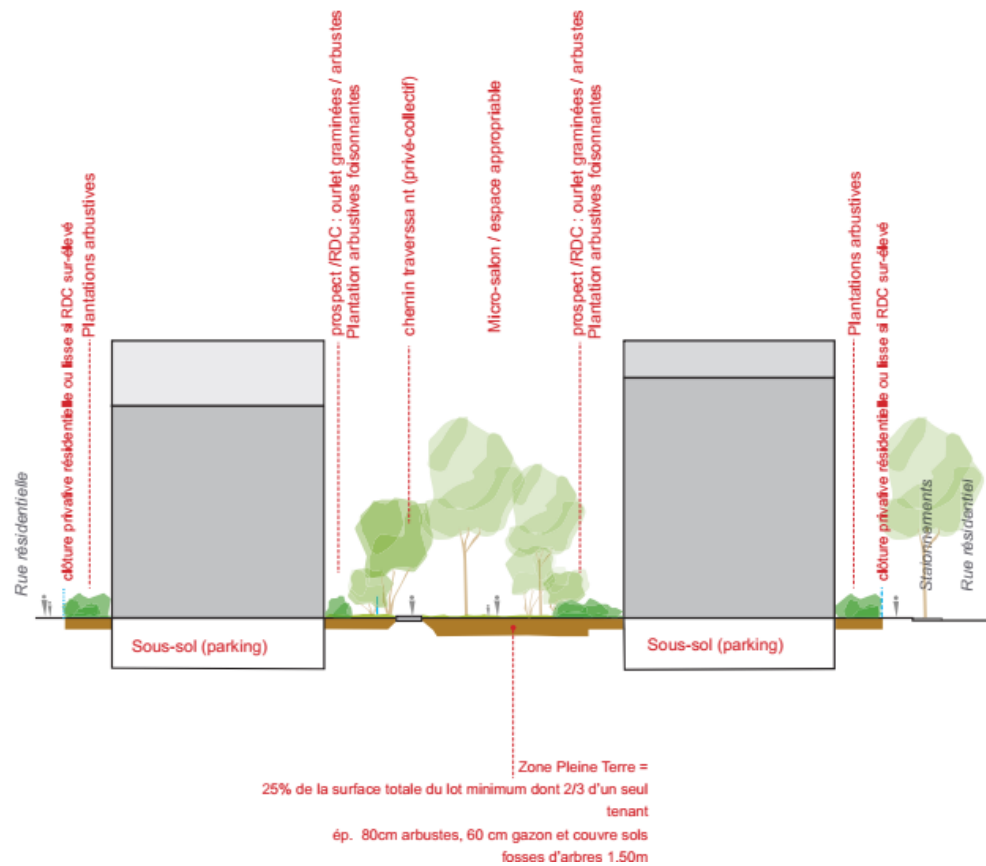 Rue résidentielle
clôture privative résidentielle ou lisse si RDC sur-élevé
Plantations arbustives
prospect /RDC : ourlet graminées / arbustes
Plantation arbustives foisonnantes
chemin traverssa nt (privé-collectif)
Micro-salon / espace appropriable
prospect /RDC : ourlet graminées / arbustes
Plantation arbustives foisonnantes
Plantations arbustives
clôture privative résidentielle ou lisse si RDC sur-élevé
Staionnements
Rue résidentiel
Sous-sol (parking)
Sous-sol (parking)
Zone Pleine Terre =
25% de la surface totale du lot minimum dont 2/3 d'un seul
tenant
ép. 80cm arbustes, 60 cm gazon et couvre sols
fosses d'arbres 1.50m